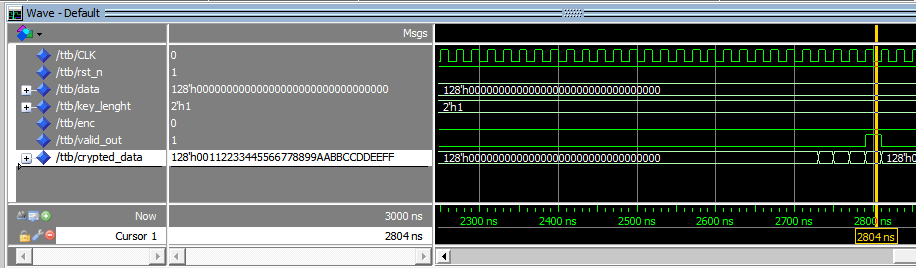 Wave - Default
Msgs
/ttb/CLK 0
/ttb/rst_n 1
/ttb/data 128'h00000000000000000000000000000000 128'h00000000000000000000000000000000
/ttb/key_lenght 2'h1 2'h1
/ttb/enc 0
/ttb/valid_out 1
/ttb/crypted_data 128'h00112233445566778899AABBCCDDEEFF 128'h00000000000000000000000000000000 128'h0
Now 3000 ns 2300 ns 2400 ns 2500 ns 2600 ns 2700 ns 2800 ns
Cursor 1 2804 ns 2804 ns